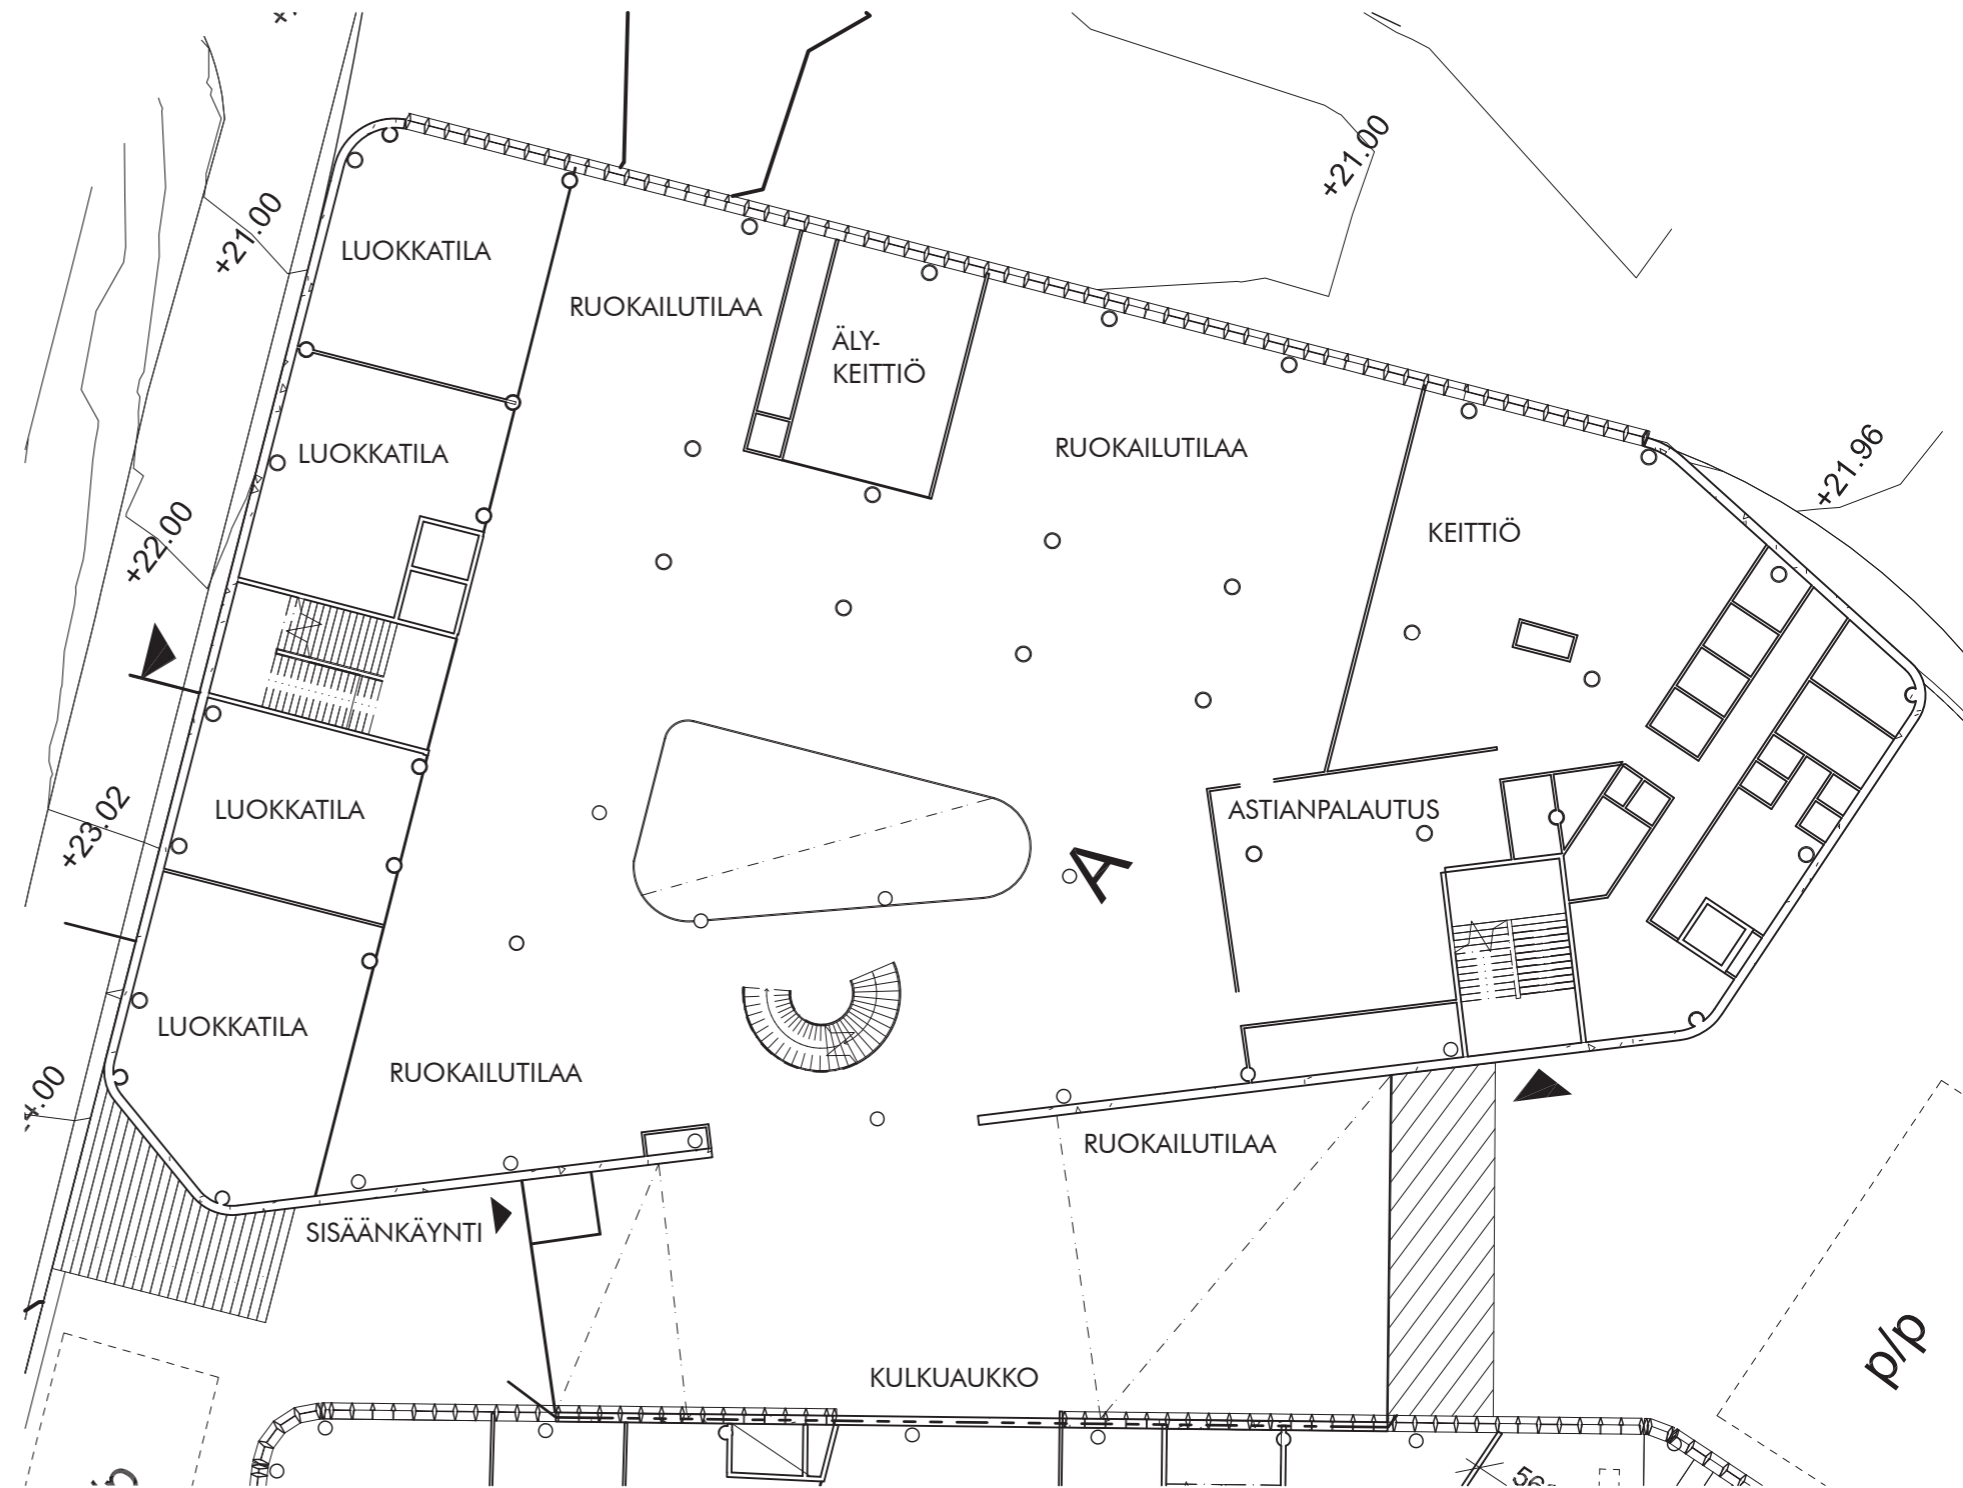 +21.00
+21.00
LUOKKATILA
RUOKAILUTILAA
ÄLY-
KEITTIÖ
LUOKKATILA
RUOKAILUTILAA
+21.96
+22.00
KEITTIÖ
LUOKKATILA
ASTIANPALAUTUS
+23.02
A
LUOKKATILA
RUOKAILUTILAA
RUOKAILUTILAA
SISÄÄNKÄYNTI
KULKUAUKKO
p/p